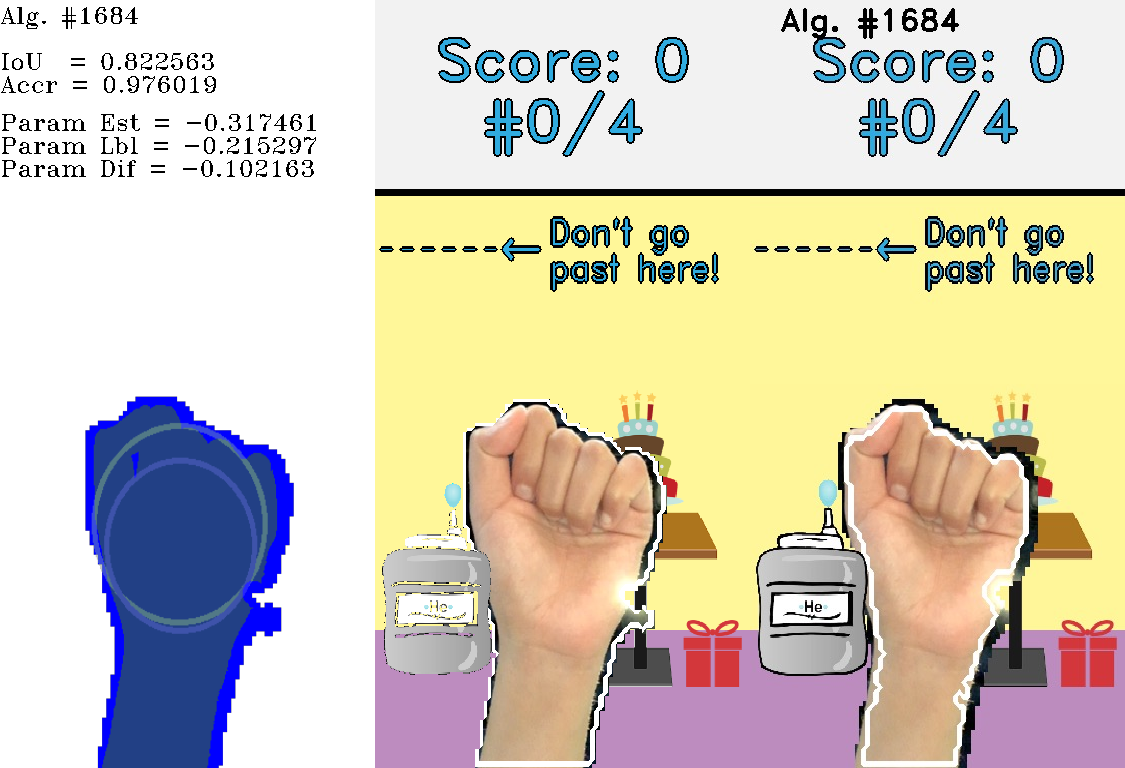 Alg. #1684
IoU = 0.822563
Accr = 0.976019
Param Est = −0.317461
Param Lbl = −0.215297
Param Dif = −0.102163
Score: 0
#0/4
Don't go
past here!
He
Alg. #1684
Score: 0
#0/4
Don't go
past here!
He